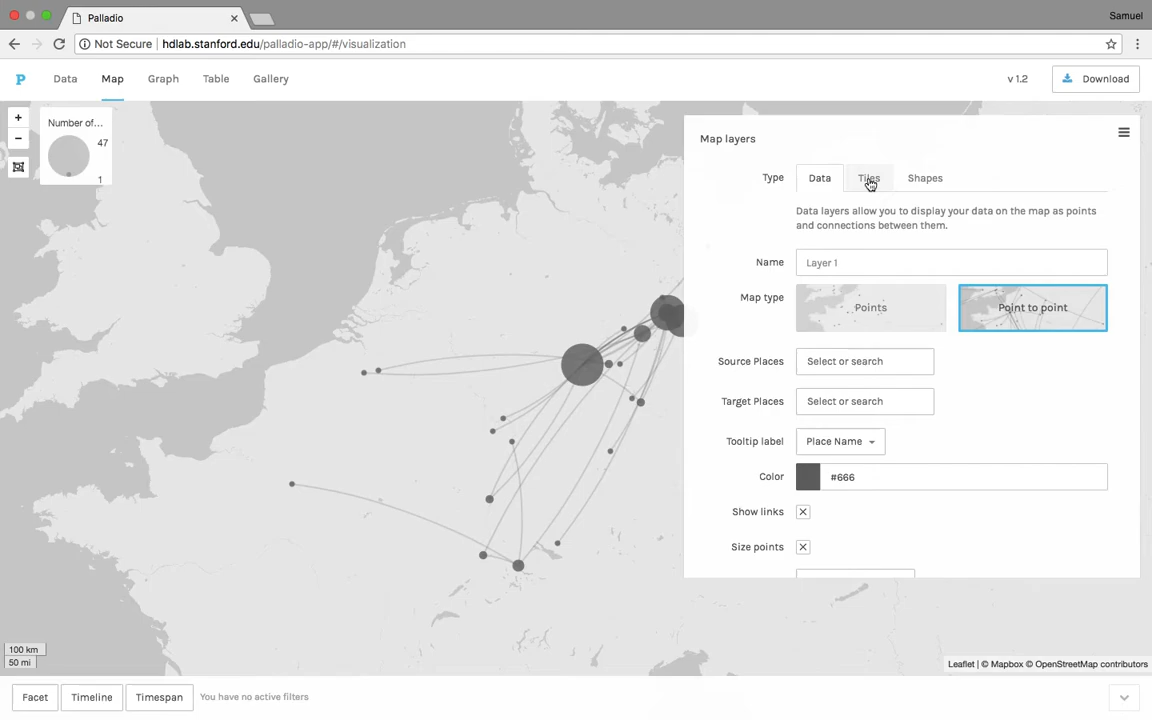 Palladio
Samuel
Not Secure hdlab.stanford.edu/palladio-app/#/visualization
P Data Map Graph Table Gallery v 1.2 Download
+
−
Number of...
47
1
Map layers
Type Data Tiles Shapes
Data layers allow you to display your data on the map as points
and connections between them.
Name Layer 1
Map type Points Point to point
Source Places Select or search
Target Places Select or search
Tooltip label Place Name
Color #666
Show links
Size points
100 km
50 mi
Leaflet | © Mapbox © OpenStreetMap contributors
Facet Timeline Timespan You have no active filters